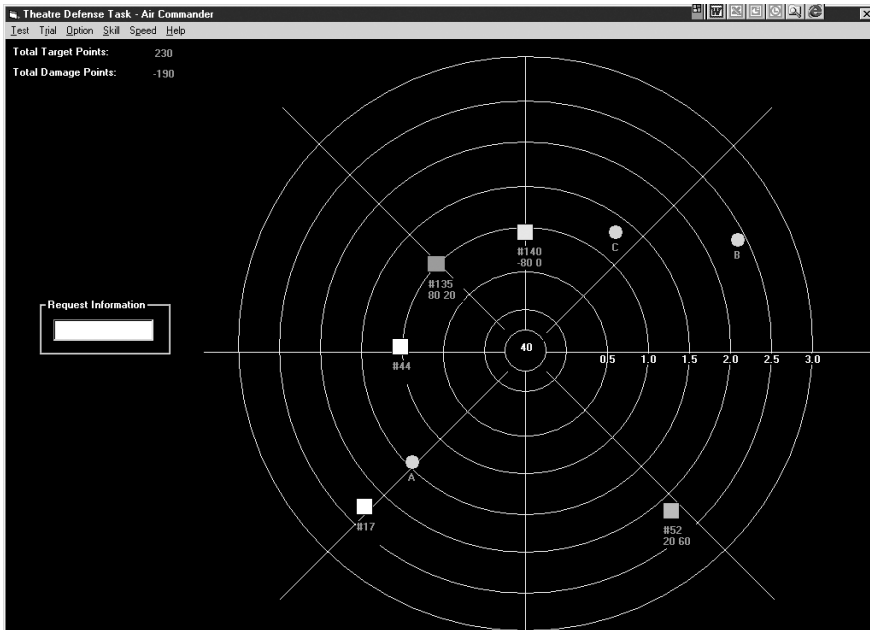 Theatre Defense Task - Air Commander
Test Trial Option Skill Speed Help
Total Target Points: 230
Total Damage Points: -190
C
B
#140
-80 0
#135
80 20
Request Information
40
0.5 1.0 1.5 2.0 2.5 3.0
#44
A
#17
#52
20 60